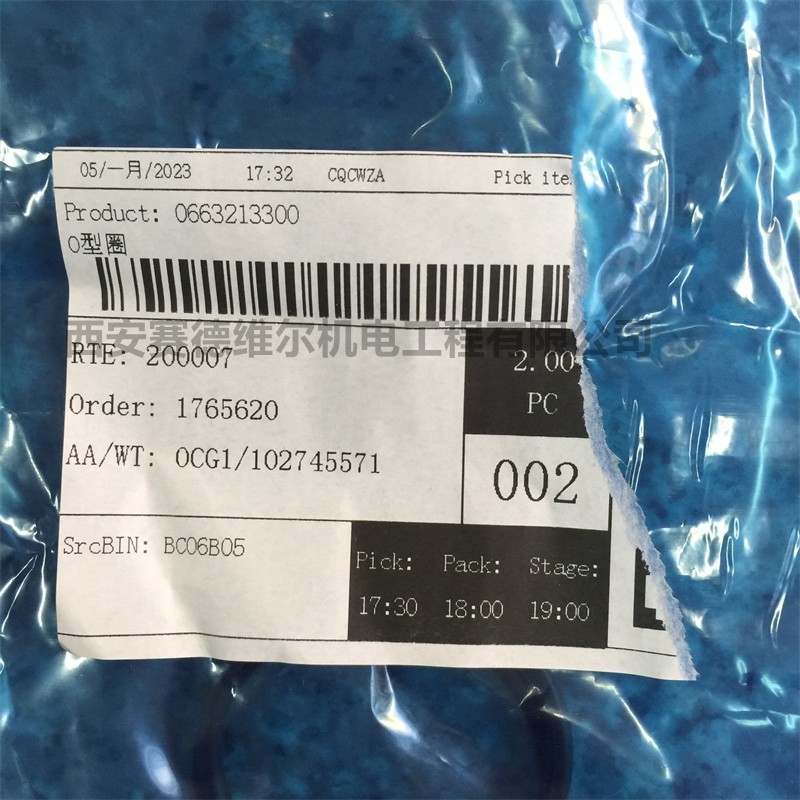 05/一月/2023 17:32 CQCWZA Pick ite
Product: 0663213300
O型圈
西安赛德维尔机电工程有限公司
RTE: 200007
2.00
PC
Order: 1765620
AA/WT: OCG1/102745571
002
SrcBIN: BC06B05
Pick: Pack: Stage:
17:30 18:00 19:00